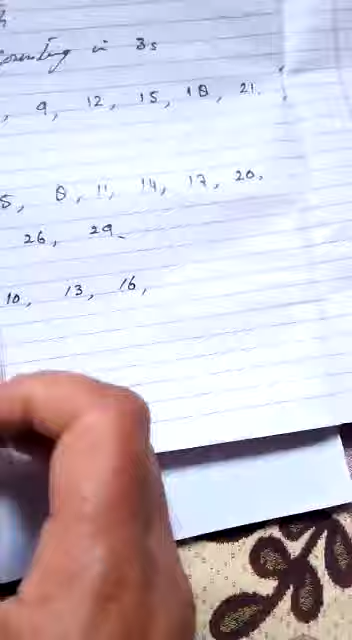 counting in 3s
, 9, 12, 15, 18, 21,
5, 8, 11, 14, 17, 20,
26, 29
10, 13, 16,